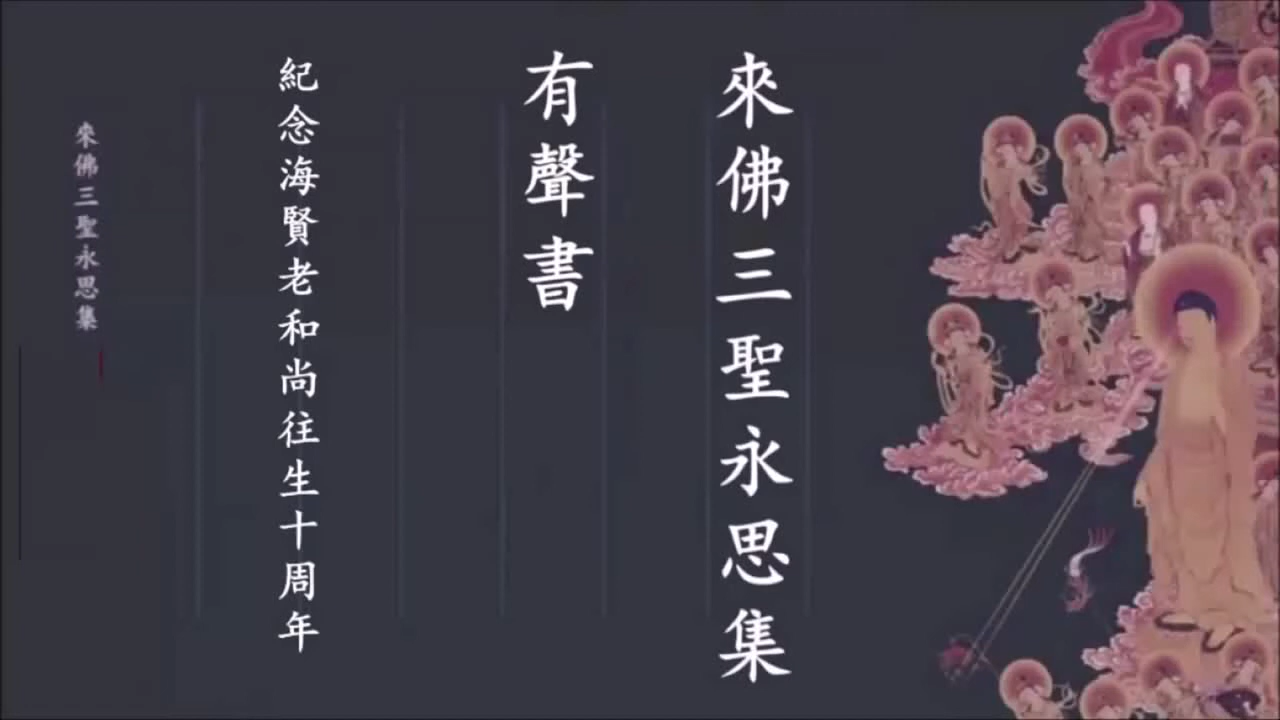 來佛三聖永思集
有聲書
紀念海賢老和尚往生十周年
來佛三聖永思集